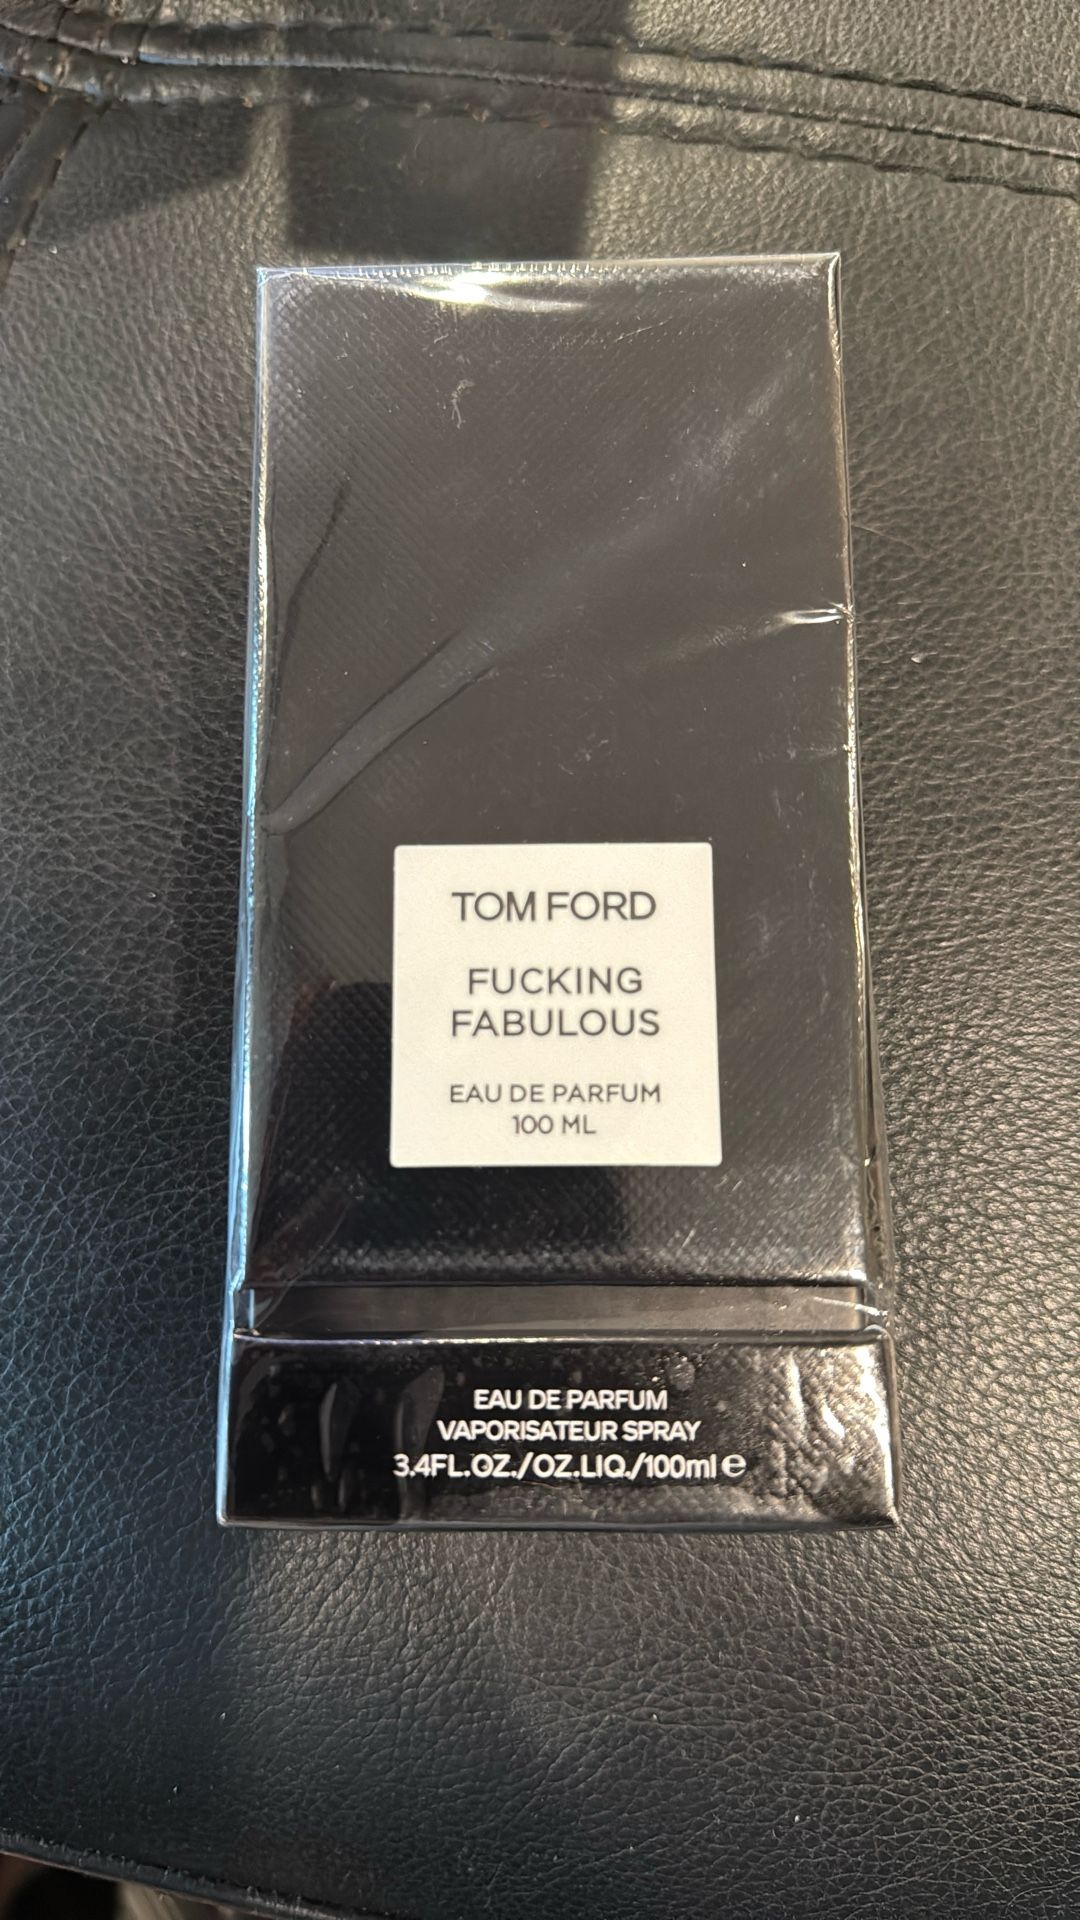 TOM FORD
FUCKING
FABULOUS
EAU DE PARFUM
100 ML
EAU DE PARFUM
VAPORISATEUR SPRAY
3.4FL.OZ./OZ.LIQ./100ml ℮